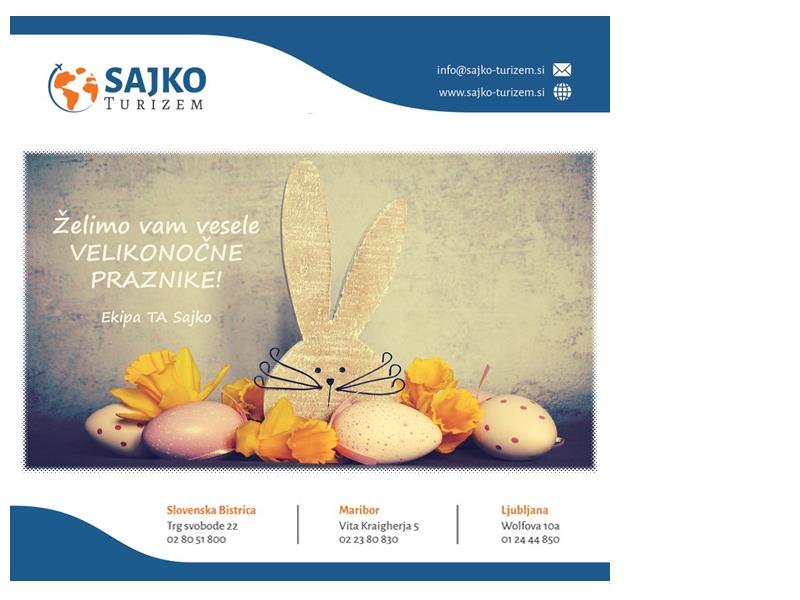 SAJKO
TURIZEM
info@sajko-turizem.si
www.sajko-turizem.si
Želimo vam vesele
VELIKONOČNE
PRAZNIKE!
Ekipa TA Sajko
Slovenska Bistrica
Trg svobode 22
02 80 51 800
Maribor
Vita Kraigherja 5
02 23 80 830
Ljubljana
Wolfova 10a
01 24 44 850